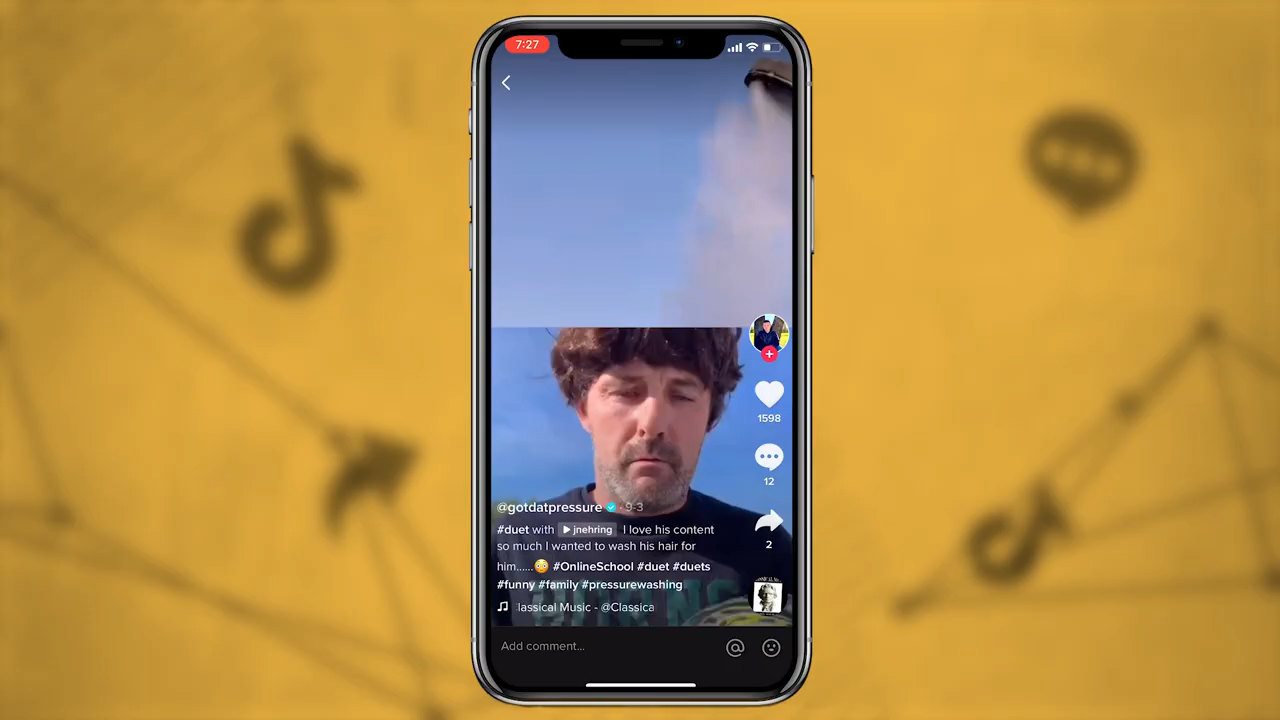 7:27
1598
12
2
@gotdatpressure · 9-3
#duet with jnehring I love his content
so much I wanted to wash his hair for
him......😳 #OnlineSchool #duet #duets
#funny #family #pressurewashing
lassical Music - @Classica
Add comment...